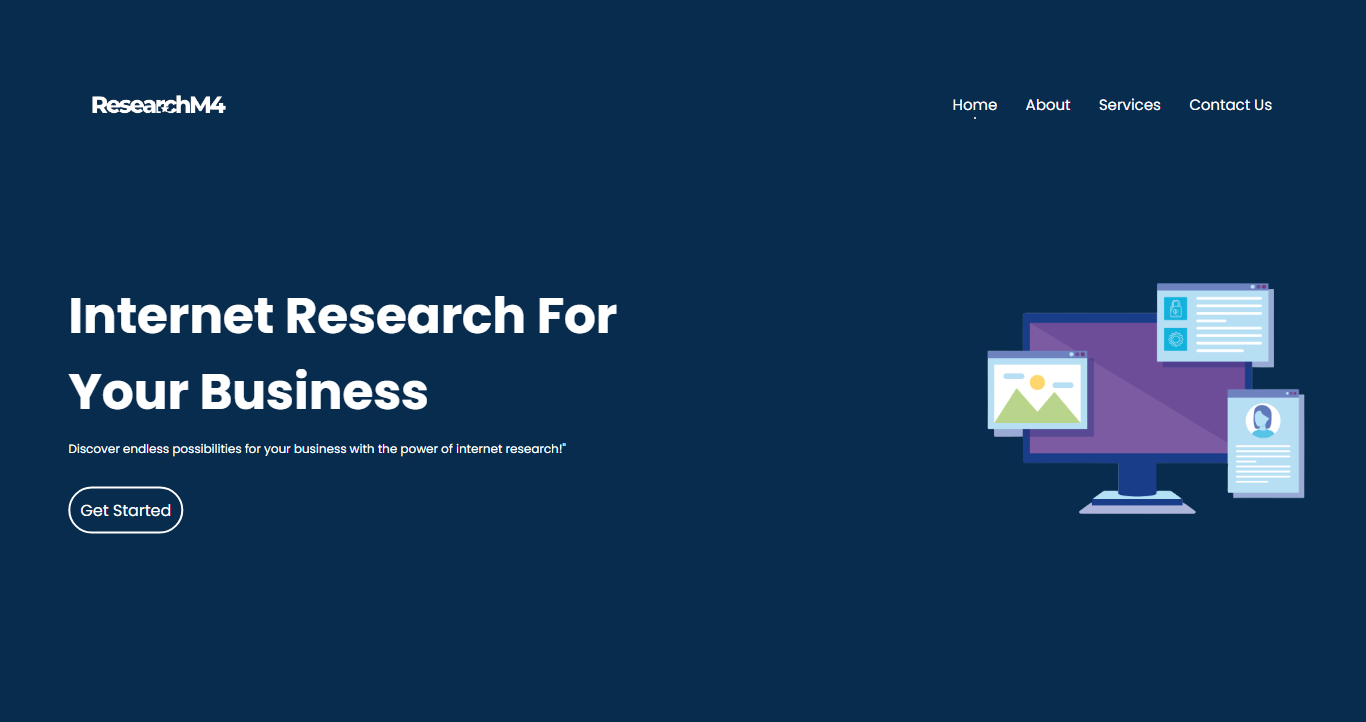 ResearchM4
Home About Services Contact Us
Internet Research For
Your Business
Discover endless possibilities for your business with the power of internet research!"
Get Started